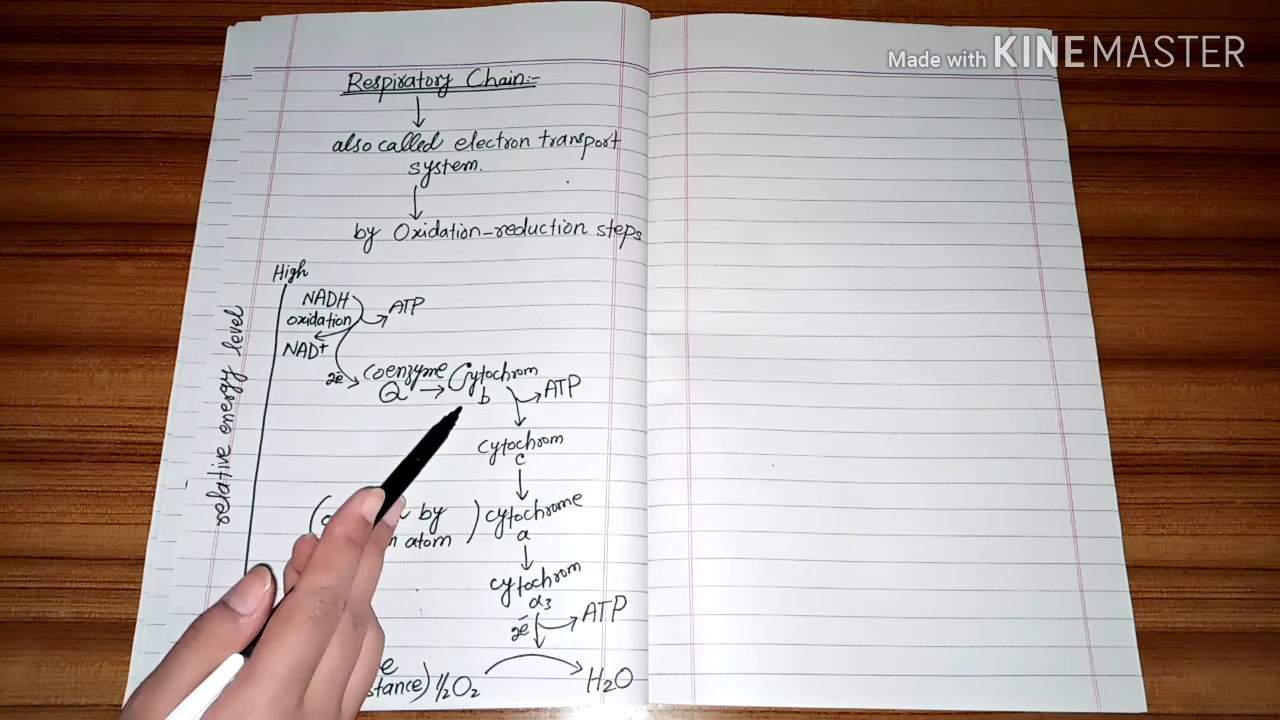 Made with KINEMASTER
Respiratory Chain:-
also called electron transport
system.
by Oxidation-reduction steps
High
NADH
oxidation
ATP
NAD+
2e-
coenzyme
Q
Cytochrom
b
ATP
cytochrom
c
by
atom
cytochrome
a
cytochrom
a3
2e-
ATP
½O2
H2O
relative energy level